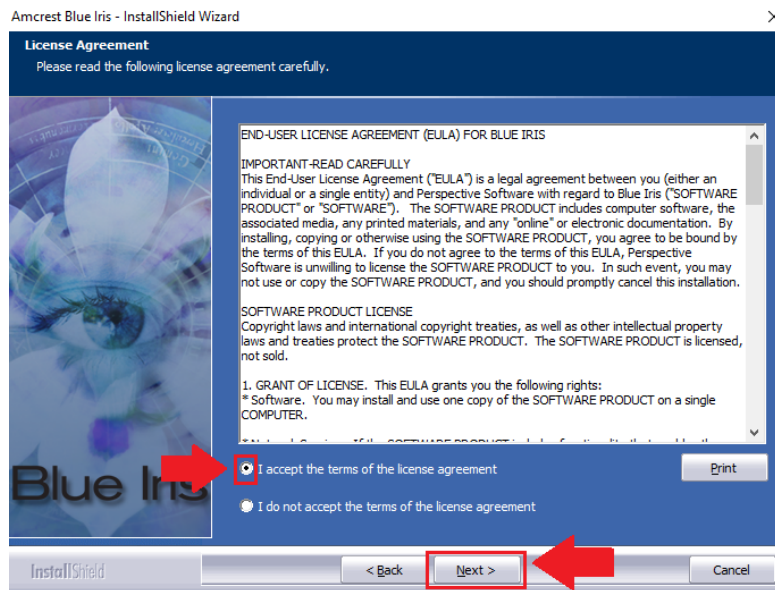 Amcrest Blue Iris - InstallShield Wizard
License Agreement
Please read the following license agreement carefully.
END-USER LICENSE AGREEMENT (EULA) FOR BLUE IRIS
IMPORTANT-READ CAREFULLY
This End-User License Agreement ("EULA") is a legal agreement between you (either an
individual or a single entity) and Perspective Software with regard to Blue Iris ("SOFTWARE
PRODUCT" or "SOFTWARE"). The SOFTWARE PRODUCT includes computer software, the
associated media, any printed materials, and any "online" or electronic documentation. By
installing, copying or otherwise using the SOFTWARE PRODUCT, you agree to be bound by
the terms of this EULA. If you do not agree to the terms of this EULA, Perspective
Software is unwilling to license the SOFTWARE PRODUCT to you. In such event, you may
not use or copy the SOFTWARE PRODUCT, and you should promptly cancel this installation.
SOFTWARE PRODUCT LICENSE
Copyright laws and international copyright treaties, as well as other intellectual property
laws and treaties protect the SOFTWARE PRODUCT. The SOFTWARE PRODUCT is licensed,
not sold.
1. GRANT OF LICENSE. This EULA grants you the following rights:
* Software. You may install and use one copy of the SOFTWARE PRODUCT on a single
COMPUTER.
I accept the terms of the license agreement
Print
Blue Iris
I do not accept the terms of the license agreement
InstallShield
< Back
Next >
Cancel